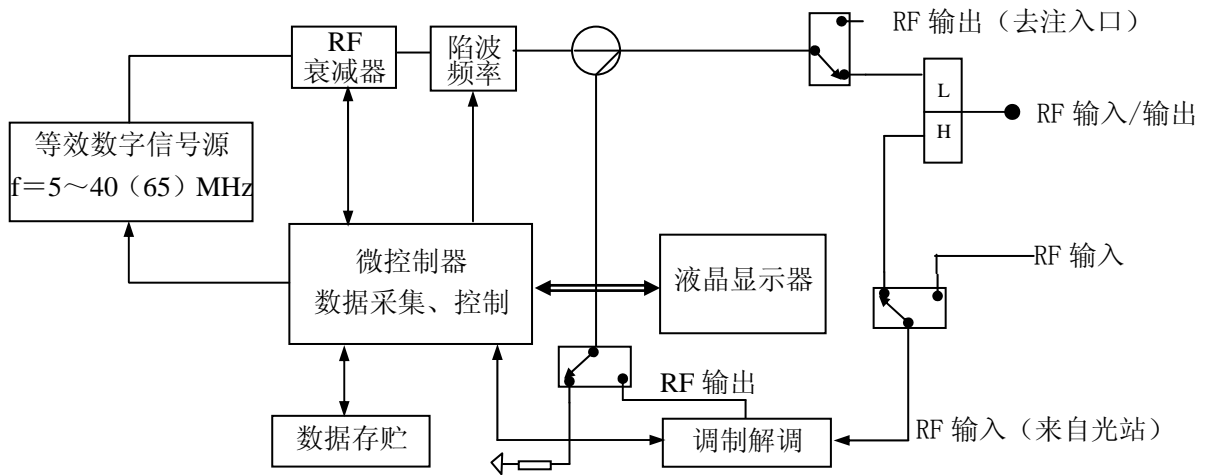 RF 输出（去注入口）
RF
衰减器
陷波
频率
L
H
RF 输入/输出
等效数字信号源
f＝5～40（65）MHz
微控制器
数据采集、控制
液晶显示器
RF 输入
RF 输出
数据存贮
调制解调
RF 输入（来自光站）